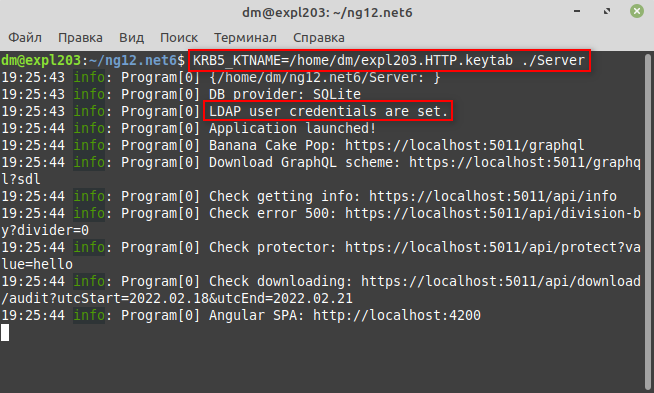 dm@expl203: ~/ng12.net6
Файл Правка Вид Поиск Терминал Справка
dm@expl203:~/ng12.net6$ KRB5_KTNAME=/home/dm/expl203.HTTP.keytab ./Server
19:25:43 info: Program[0] {/home/dm/ng12.net6/Server: }
19:25:43 info: Program[0] DB provider: SQLite
19:25:43 info: Program[0] LDAP user credentials are set.
19:25:44 info: Program[0] Application launched!
19:25:44 info: Program[0] Banana Cake Pop: https://localhost:5011/graphql
19:25:44 info: Program[0] Download GraphQL scheme: https://localhost:5011/graphq
l?sdl
19:25:44 info: Program[0] Check getting info: https://localhost:5011/api/info
19:25:44 info: Program[0] Check error 500: https://localhost:5011/api/division-b
y?divider=0
19:25:44 info: Program[0] Check protector: https://localhost:5011/api/protect?va
lue=hello
19:25:44 info: Program[0] Check downloading: https://localhost:5011/api/download
/audit?utcStart=2022.02.18&utcEnd=2022.02.21
19:25:44 info: Program[0] Angular SPA: http://localhost:4200